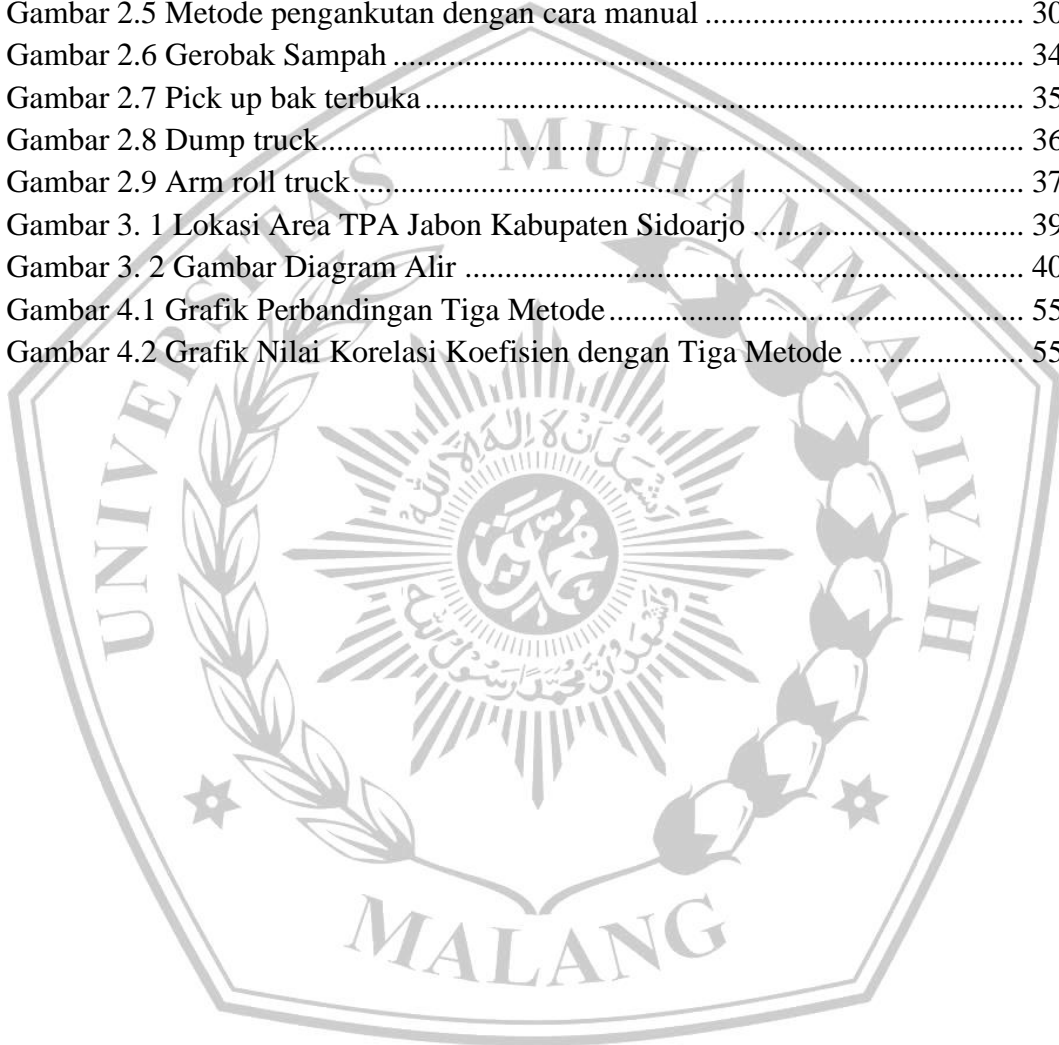 Gambar 2.5 Metode pengankutan dengan cara manual ................................... 30
Gambar 2.6 Gerobak Sampah ...................................................................... 34
Gambar 2.7 Pick up bak terbuka .................................................................. 35
Gambar 2.8 Dump truck............................................................................... 36
Gambar 2.9 Arm roll truck ........................................................................... 37
Gambar 3. 1 Lokasi Area TPA Jabon Kabupaten Sidoarjo .............................. 39
Gambar 3. 2 Gambar Diagram Alir .............................................................. 40
Gambar 4.1 Grafik Perbandingan Tiga Metode .............................................. 55
Gambar 4.2 Grafik Nilai Korelasi Koefisien dengan Tiga Metode .................... 55
UNIVERSITAS MUHAMMADIYAH
MALANG